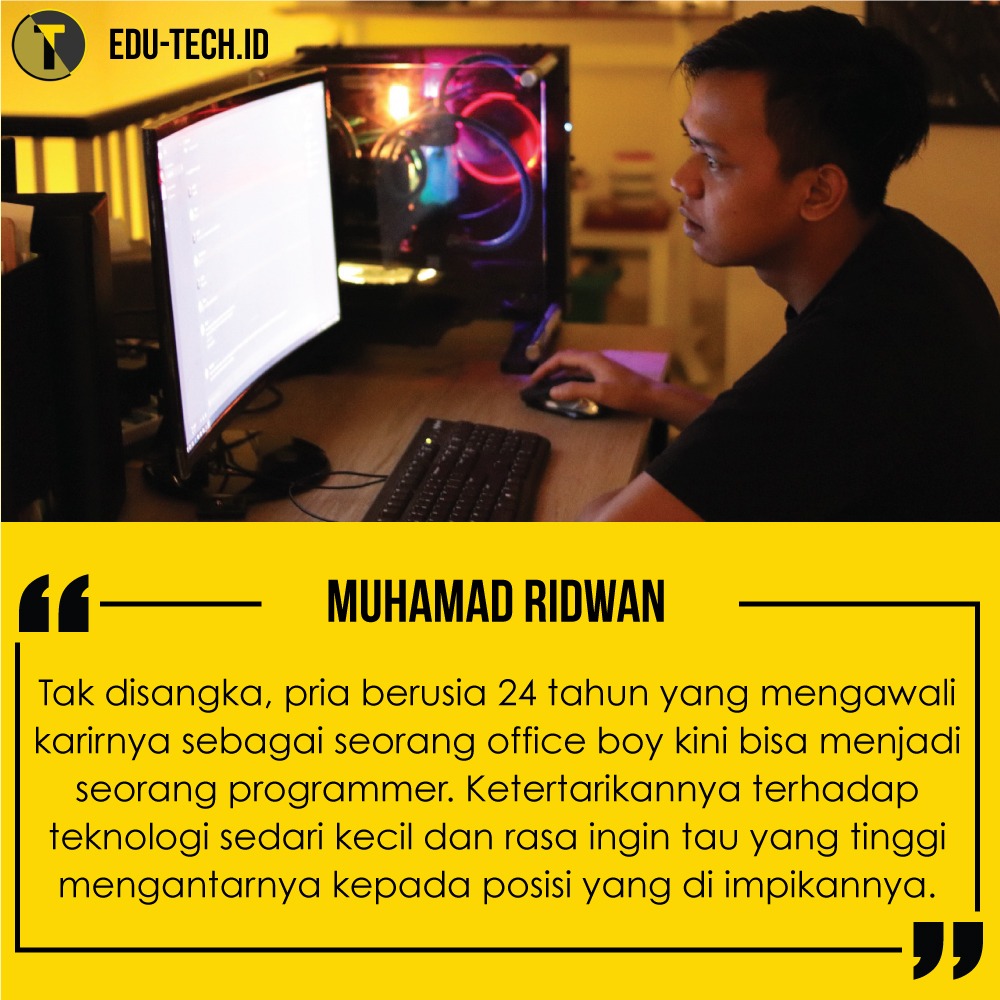 EDU-TECH.ID
MUHAMAD RIDWAN
Tak disangka, pria berusia 24 tahun yang mengawali
karirnya sebagai seorang office boy kini bisa menjadi
seorang programmer. Ketertarikannya terhadap
teknologi sedari kecil dan rasa ingin tau yang tinggi
mengantarnya kepada posisi yang di impikannya.